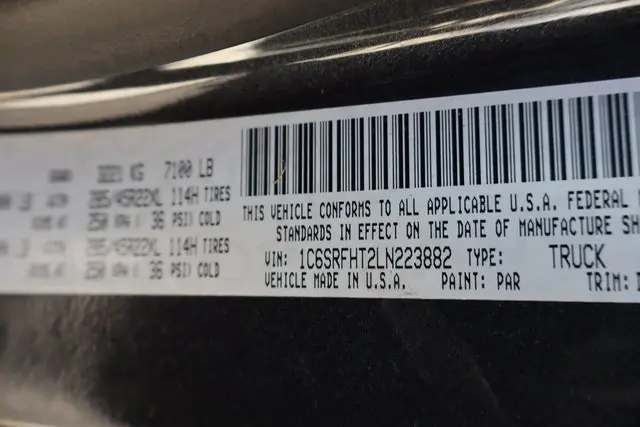 3221 KG 7100 LB
285/45R22XL 114H TIRES
250 KPA ( 36 PSI) COLD
285/45R22XL 114H TIRES
250 KPA ( 36 PSI) COLD
THIS VEHICLE CONFORMS TO ALL APPLICABLE U.S.A. FEDERAL
STANDARDS IN EFFECT ON THE DATE OF MANUFACTURE SH
VIN: 1C6SRFHT2LN223882 TYPE: TRUCK
VEHICLE MADE IN U.S.A. PAINT: PAR TRIM: